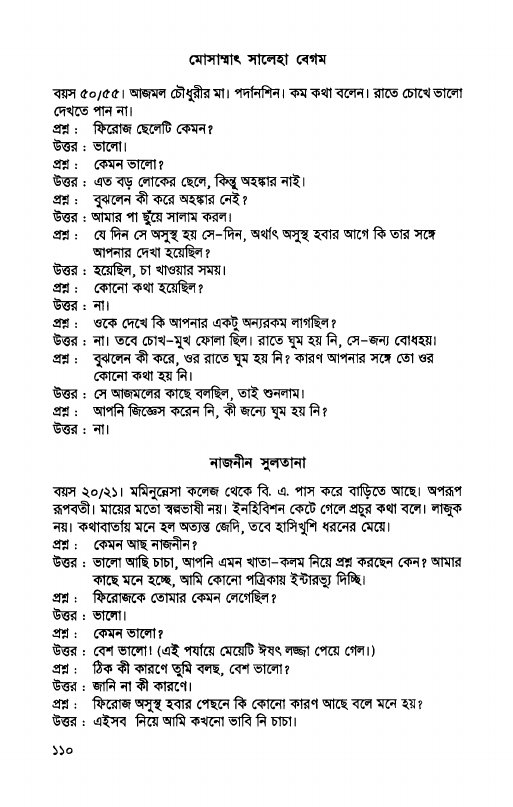 মোসাম্মাৎ সালেহা বেগম
বয়স ৫০/৫৫। আজমল চৌধুরীর মা। পর্দানশিন। কম কথা বলেন। রাতে চোখে ভালো
দেখতে পান না।
প্রশ্ন : ফিরোজ ছেলেটি কেমন?
উত্তর : ভালো।
প্রশ্ন : কেমন ভালো?
উত্তর : এত বড় লোকের ছেলে, কিন্তু অহঙ্কার নাই।
প্রশ্ন : বুঝলেন কী করে অহঙ্কার নেই?
উত্তর : আমার পা ছুঁয়ে সালাম করল।
প্রশ্ন : যে দিন সে অসুস্থ হয় সে-দিন, অর্থাৎ অসুস্থ হবার আগে কি তার সঙ্গে
আপনার দেখা হয়েছিল?
উত্তর : হয়েছিল, চা খাওয়ার সময়।
প্রশ্ন : কোনো কথা হয়েছিল?
উত্তর : না।
প্রশ্ন : ওকে দেখে কি আপনার একটু অন্যরকম লাগছিল?
উত্তর : না। তবে চোখ-মুখ ফোলা ছিল। রাতে ঘুম হয় নি, সে-জন্য বোধহয়।
প্রশ্ন : বুঝলেন কী করে, ওর রাতে ঘুম হয় নি? কারণ আপনার সঙ্গে তো ওর
কোনো কথা হয় নি।
উত্তর : সে আজমলের কাছে বলছিল, তাই শুনলাম।
প্রশ্ন : আপনি জিজ্ঞেস করেন নি, কী জন্যে ঘুম হয় নি?
উত্তর : না।
নাজনীন সুলতানা
বয়স ২০/২১। মমিনুন্নেসা কলেজ থেকে বি. এ. পাস করে বাড়িতে আছে। অপরূপ
রূপবতী। মায়ের মতো স্বল্পভাষী নয়। ইনহিবিশন কেটে গেলে প্রচুর কথা বলে। লাজুক
নয়। কথাবার্তায় মনে হল অত্যন্ত জেদি, তবে হাসিখুশি ধরনের মেয়ে।
প্রশ্ন : কেমন আছ নাজনীন?
উত্তর : ভালো আছি চাচা, আপনি এমন খাতা-কলম নিয়ে প্রশ্ন করছেন কেন? আমার
কাছে মনে হচ্ছে, আমি কোনো পত্রিকায় ইন্টারভ্যু দিচ্ছি।
প্রশ্ন : ফিরোজকে তোমার কেমন লেগেছিল?
উত্তর : ভালো।
প্রশ্ন : কেমন ভালো?
উত্তর : বেশ ভালো! (এই পর্যায়ে মেয়েটি ঈষৎ লজ্জা পেয়ে গেল।)
প্রশ্ন : ঠিক কী কারণে তুমি বলছ, বেশ ভালো?
উত্তর : জানি না কী কারণে।
প্রশ্ন : ফিরোজ অসুস্থ হবার পেছনে কি কোনো কারণ আছে বলে মনে হয়?
উত্তর : এইসব নিয়ে আমি কখনো ভাবি নি চাচা।
১১০